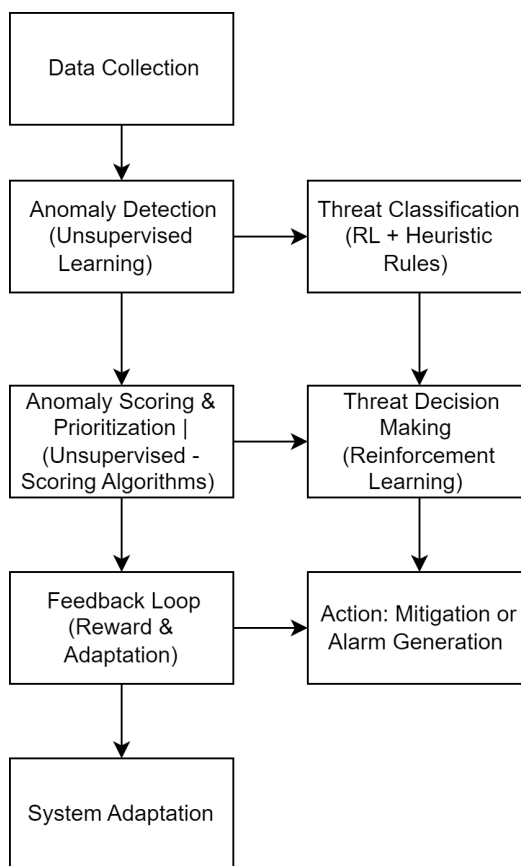 Data Collection
Anomaly Detection
(Unsupervised
Learning)
Threat Classification
(RL + Heuristic
Rules)
Anomaly Scoring &
Prioritization |
(Unsupervised -
Scoring Algorithms)
Threat Decision
Making
(Reinforcement
Learning)
Feedback Loop
(Reward &
Adaptation)
Action: Mitigation or
Alarm Generation
System Adaptation